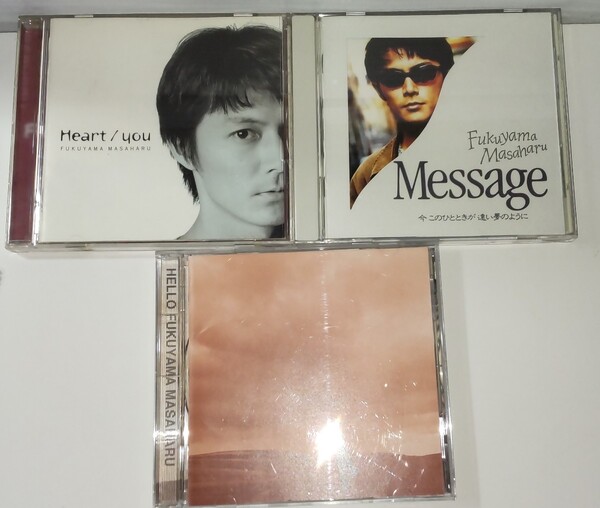 Heart / you
FUKUYAMA MASAHARU
Fukuyama
Masaharu
Message
今 このひとときが 遠い夢のように
HELLO FUKUYAMA MASAHARU